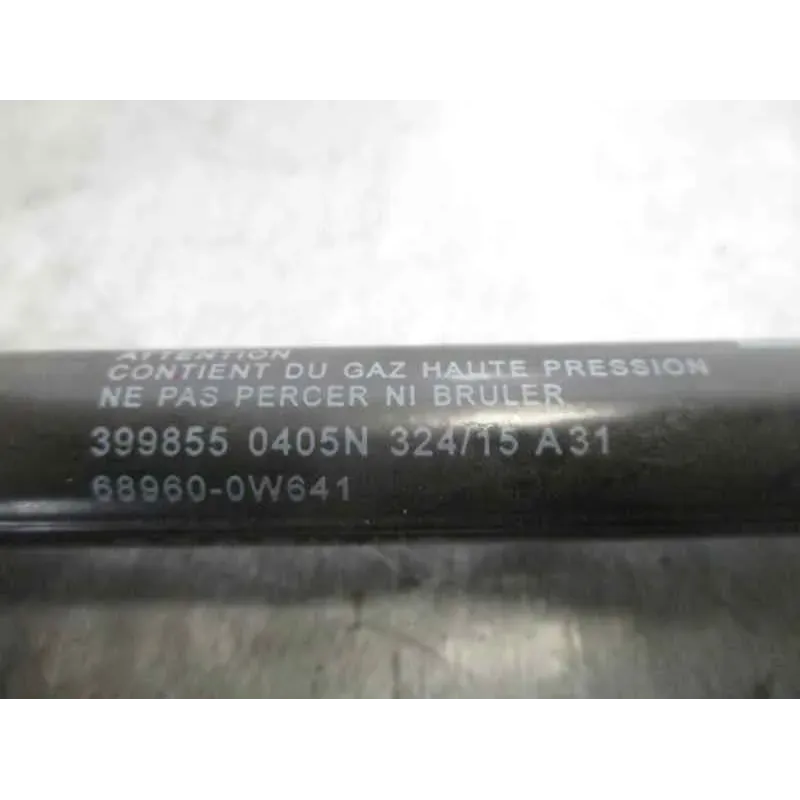 ATTENTION
CONTIENT DU GAZ HAUTE PRESSION
NE PAS PERCER NI BRULER
399855 0405N 324/15 A31
68960-0W641